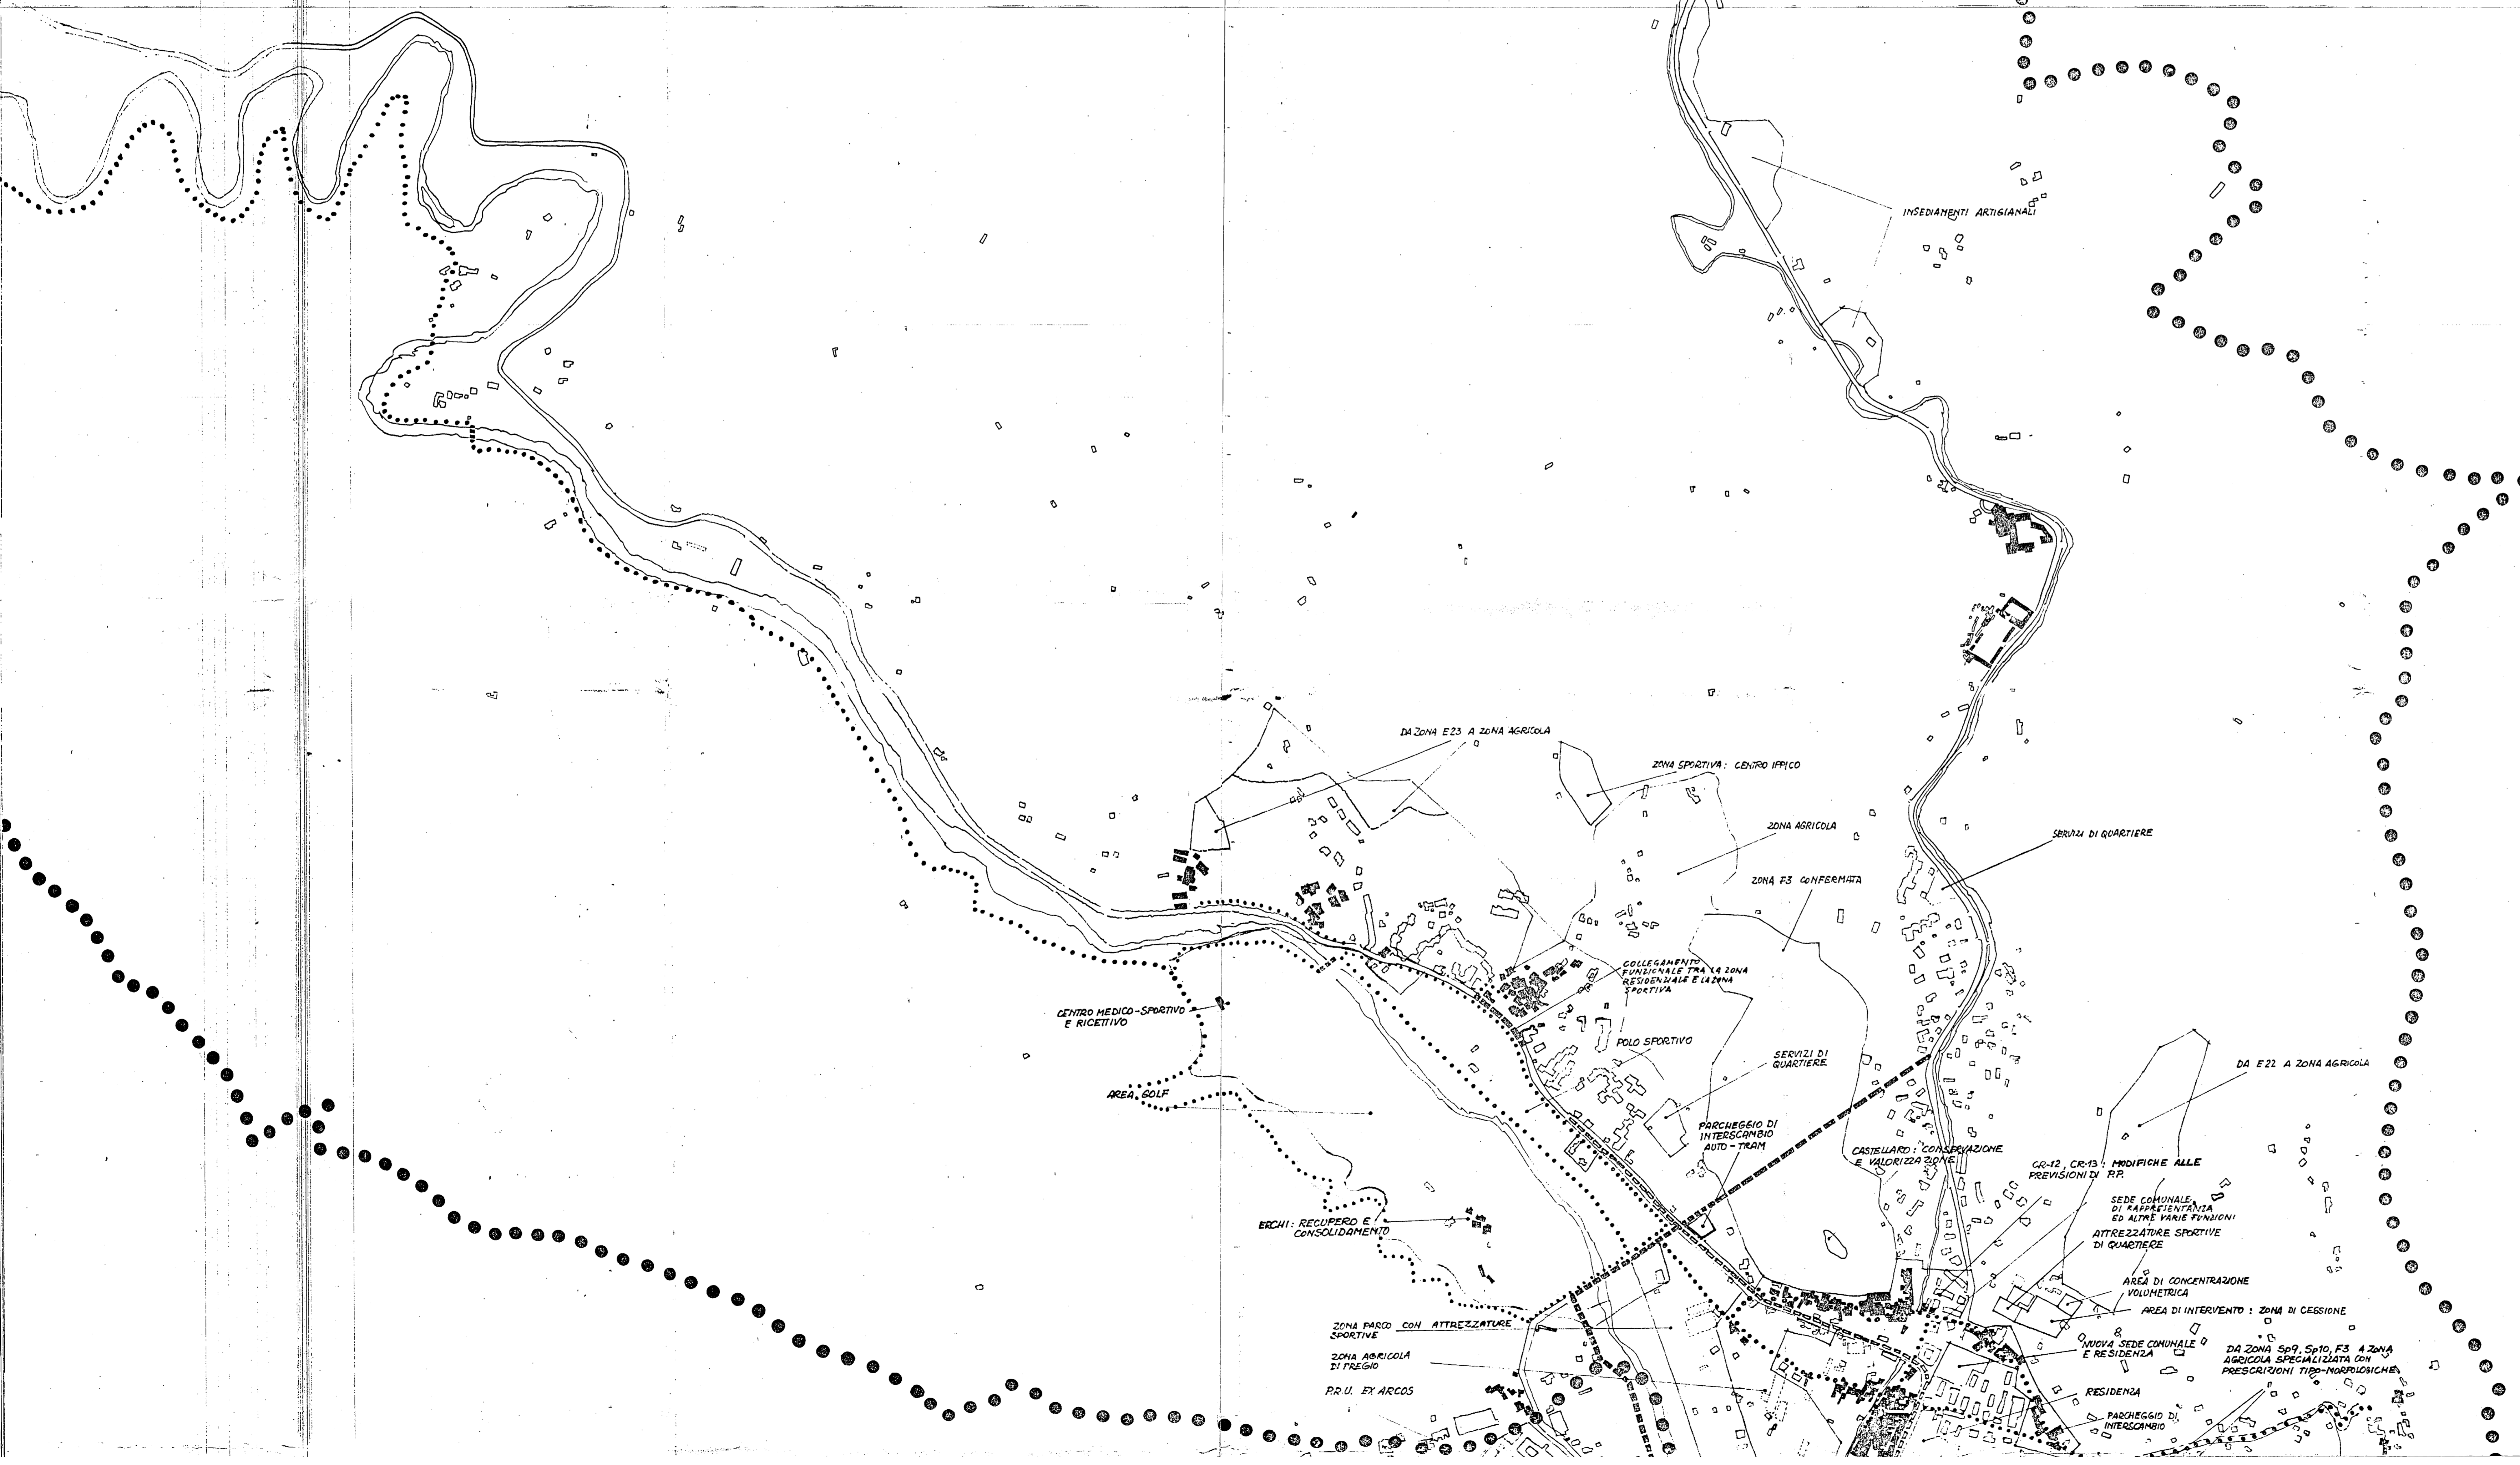 INSEDIAMENTI ARTIGIANALI
DA ZONA E23 A ZONA AGRICOLA
ZONA SPORTIVA: CENTRO IPPICO
ZONA AGRICOLA
SERVIZI DI QUARTIERE
ZONA F3 CONFERMATA
COLLEGAMENTO
FUNZIONALE TRA LA ZONA
RESIDENZIALE E LA ZONA
SPORTIVA
CENTRO MEDICO-SPORTIVO
E RICETTIVO
POLO SPORTIVO
SERVIZI DI
QUARTIERE
DA E22 A ZONA AGRICOLA
AREA GOLF
PARCHEGGIO DI
INTERSCAMBIO
AUTO-TRAM
CASTELLARO: CONSERVAZIONE
E VALORIZZAZIONE
CR-12, CR-13: MODIFICHE ALLE
PREVISIONI DI P.P.
SEDE COMUNALE
DI RAPPRESENTANZA
ED ALTRE VARIE FUNZIONI
ERCHI: RECUPERO E
CONSOLIDAMENTO
ATTREZZATURE SPORTIVE
DI QUARTIERE
AREA DI CONCENTRAZIONE
VOLUMETRICA
AREA DI INTERVENTO: ZONA DI CESSIONE
ZONA PARCO CON ATTREZZATURE
SPORTIVE
NUOVA SEDE COMUNALE
E RESIDENZA
DA ZONA Sp9, Sp10, F3 A ZONA
AGRICOLA SPECIALIZZATA CON
PRESCRIZIONI TIPO-MORFOLOGICHE
ZONA AGRICOLA
DI PREGIO
P.R.U. EX ARCOS
RESIDENZA
PARCHEGGIO DI
INTERSCAMBIO